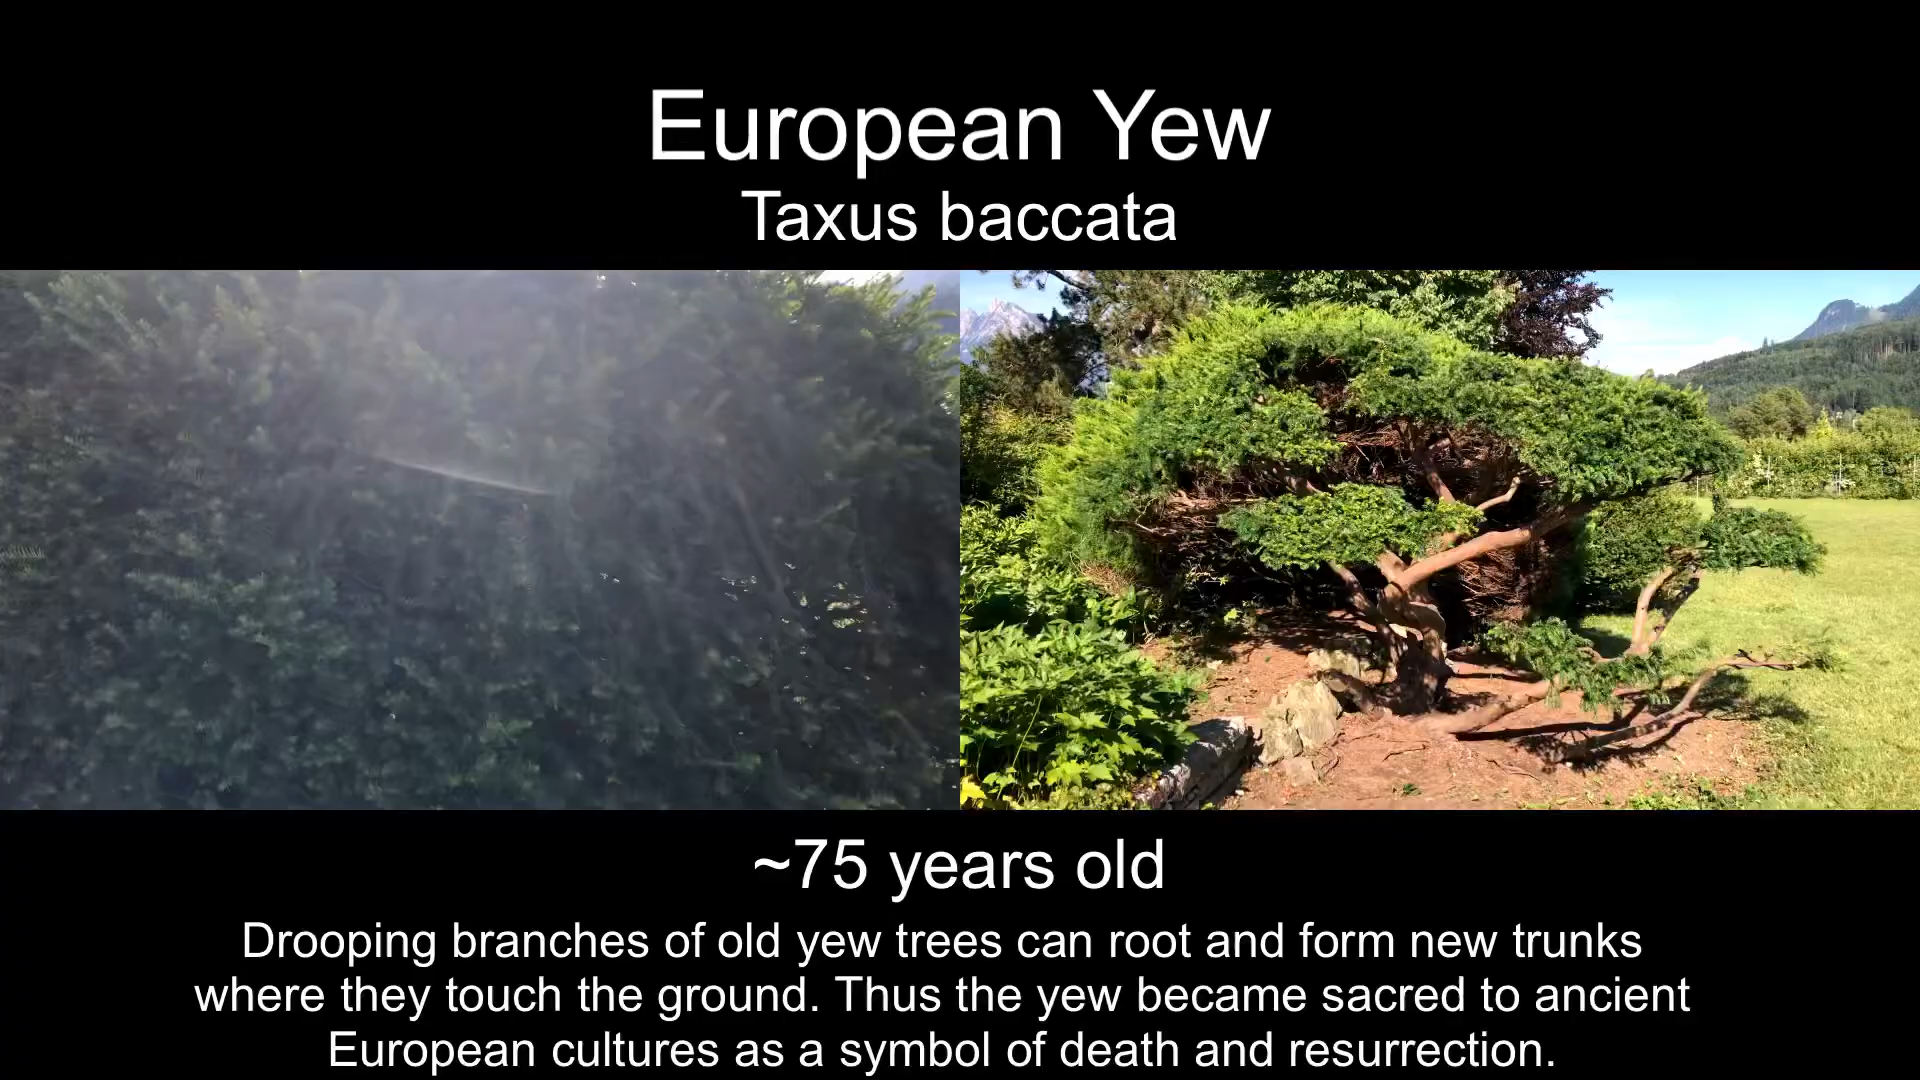 European Yew
Taxus baccata
~75 years old
Drooping branches of old yew trees can root and form new trunks
where they touch the ground. Thus the yew became sacred to ancient
European cultures as a symbol of death and resurrection.